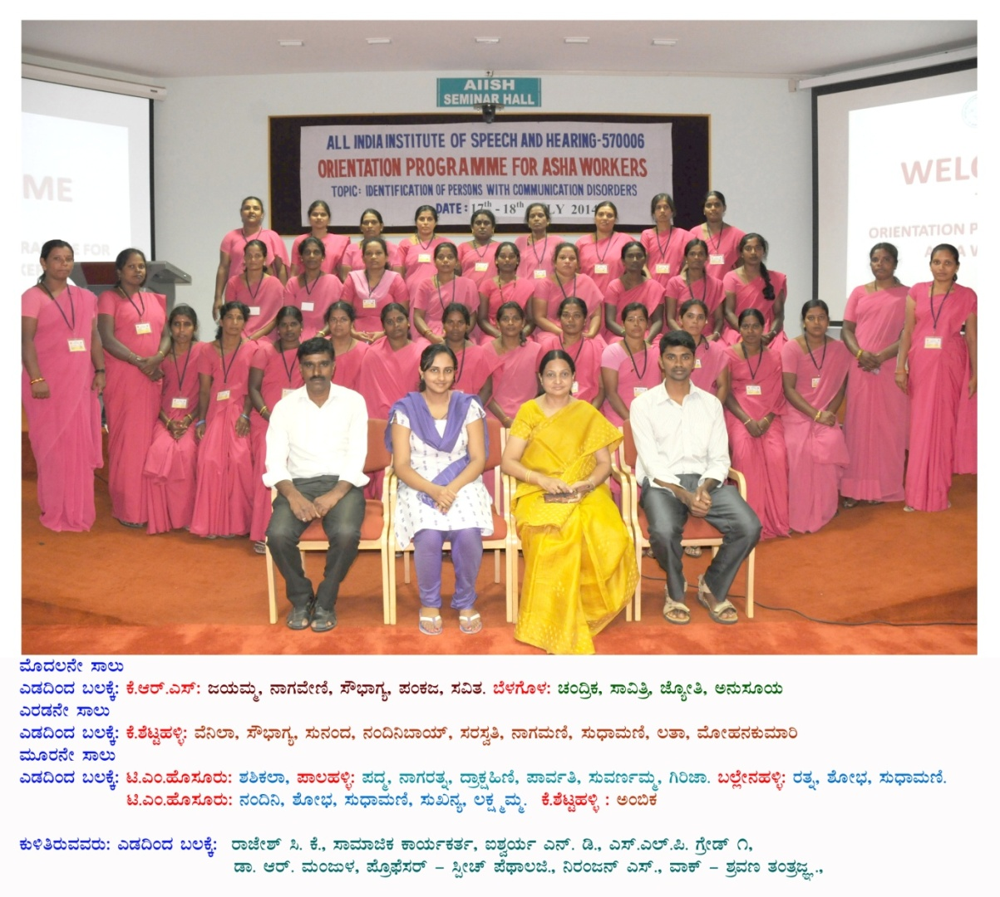 AIISH
SEMINAR HALL
ALL INDIA INSTITUTE OF SPEECH AND HEARING-570006
ORIENTATION PROGRAMME FOR ASHA WORKERS
TOPIC: IDENTIFICATION OF PERSONS WITH COMMUNICATION DISORDERS
DATE: 17th - 18th LY 2014
ME
FOR
WEL
ORIENTATION P
ಮೊದಲನೇ ಸಾಲು
ಎಡದಿಂದ ಬಲಕ್ಕೆ: ಕೆ.ಆರ್.ಎಸ್: ಜಯಮ್ಮ, ನಾಗವೇಣಿ, ಸೌಭಾಗ್ಯ, ಪಂಕಜ, ಸವಿತ. ಬೆಳಗೊಳ: ಚಂದ್ರಿಕ, ಸಾವಿತ್ರಿ, ಜ್ಯೋತಿ, ಅನುಸೂಯ
ಎರಡನೇ ಸಾಲು
ಎಡದಿಂದ ಬಲಕ್ಕೆ: ಕೆ.ಶೆಟ್ಟಹಳ್ಳಿ: ವೆನಿಲಾ, ಸೌಭಾಗ್ಯ, ಸುನಂದ, ನಂದಿನಿಬಾಯ್, ಸರಸ್ವತಿ, ನಾಗಮಣಿ, ಸುಧಾಮಣಿ, ಲತಾ, ಮೋಹನಕುಮಾರಿ
ಮೂರನೇ ಸಾಲು
ಎಡದಿಂದ ಬಲಕ್ಕೆ: ಟಿ.ಎಂ.ಹೊಸೂರು: ಶಶಿಕಲಾ, ಪಾಲಹಳ್ಳಿ: ಪದ್ಮ, ನಾಗರತ್ನ, ದ್ರಾಕ್ಷಹಿಣಿ, ಪಾರ್ವತಿ, ಸುವರ್ಣಮ್ಮ, ಗಿರಿಜಾ. ಬಲ್ಲೇನಹಳ್ಳಿ: ರತ್ನ, ಶೋಭ, ಸುಧಾಮಣಿ.
ಟಿ.ಎಂ.ಹೊಸೂರು: ನಂದಿನಿ, ಶೋಭ, ಸುಧಾಮಣಿ, ಸುಖನ್ಯ, ಲಕ್ಷ್ಮಮ್ಮ. ಕೆ.ಶೆಟ್ಟಹಳ್ಳಿ : ಅಂಬಿಕ
ಕುಳಿತಿರುವವರು: ಎಡದಿಂದ ಬಲಕ್ಕೆ: ರಾಜೇಶ್ ಸಿ. ಕೆ., ಸಾಮಾಜಿಕ ಕಾರ್ಯಕರ್ತ, ಐಶ್ವರ್ಯ ಎನ್. ಡಿ., ಎಸ್.ಎಲ್.ಪಿ. ಗ್ರೇಡ್ ೧,
ಡಾ. ಆರ್. ಮಂಜುಳ, ಪ್ರೊಫೆಸರ್ – ಸ್ಪೀಚ್ ಪೆಥಾಲಜಿ., ನಿರಂಜನ್ ಎಸ್., ವಾಕ್ – ಶ್ರವಣ ತಂತ್ರಜ್ಞ.,